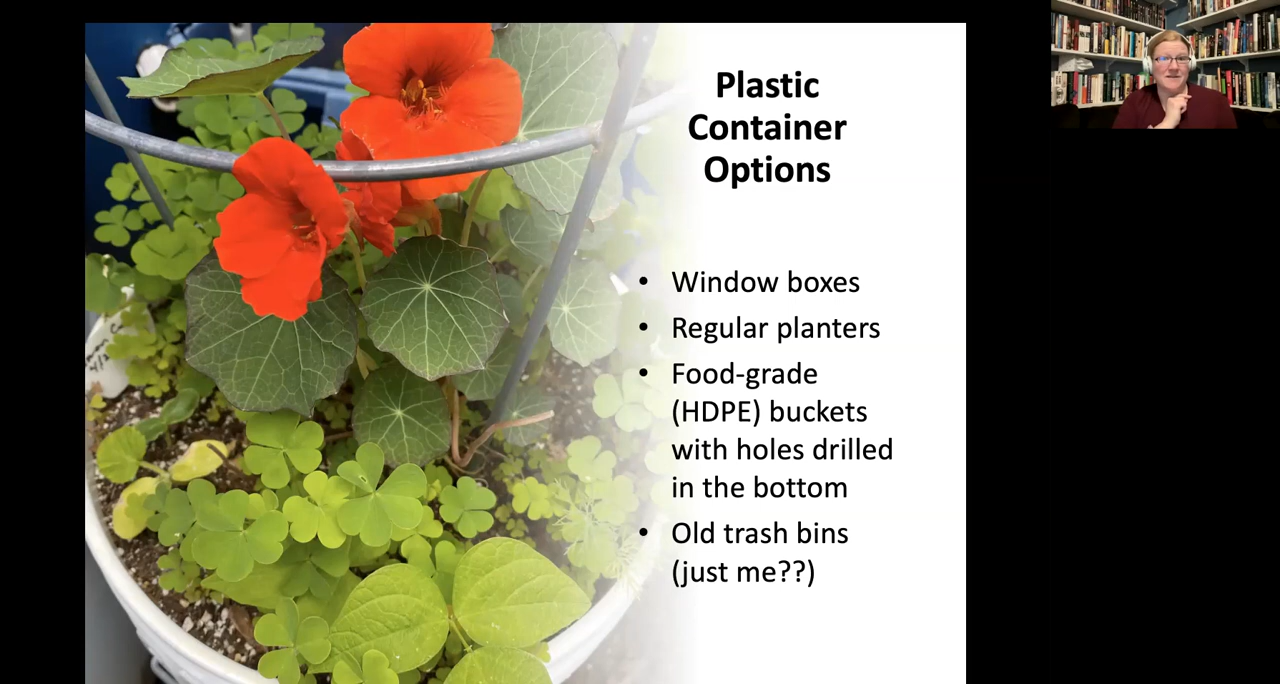 Plastic
Container
Options
• Window boxes
• Regular planters
• Food-grade
(HDPE) buckets
with holes drilled
in the bottom
• Old trash bins
(just me??)